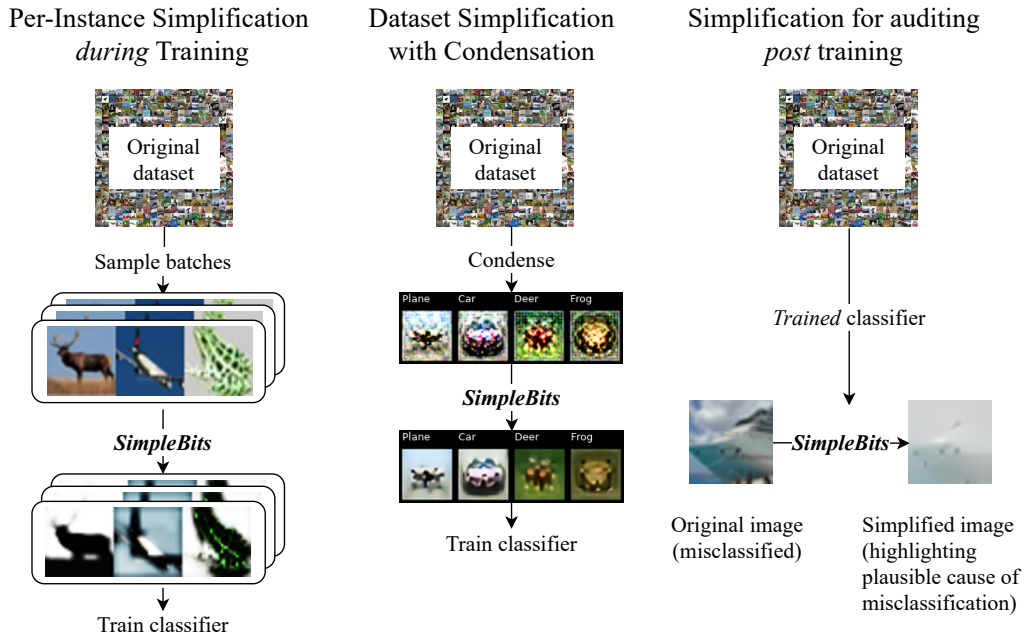 Per-Instance Simplification
during Training
Original
dataset
Sample batches
SimpleBits
Train classifier
Dataset Simplification
with Condensation
Original
dataset
Condense
Plane Car Deer Frog
SimpleBits
Plane Car Deer Frog
Train classifier
Simplification for auditing
post training
Original
dataset
Trained classifier
SimpleBits
Original image
(misclassified)
Simplified image
(highlighting
plausible cause of
misclassification)